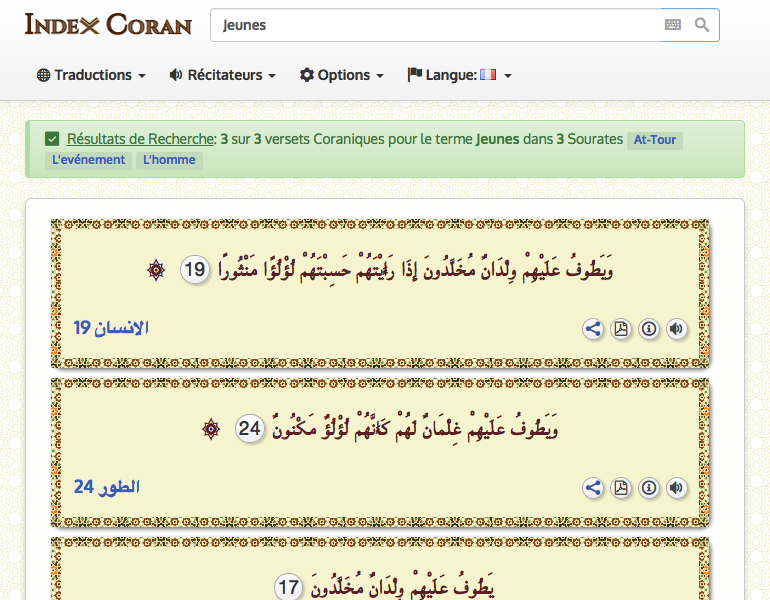 INDEX CORAN
Jeunes
Traductions Récitateurs Options Langue:
Résultats de Recherche: 3 sur 3 versets Coraniques pour le terme Jeunes dans 3 Sourates At-Tour
L'evénement L'homme
وَيَطُوفُ عَلَيْهِمْ وِلْدَانٌ مُخَلَّدُونَ إِذَا رَأَيْتَهُمْ حَسِبْتَهُمْ لُؤْلُؤًا مَنْثُورًا 19
الانسان 19
وَيَطُوفُ عَلَيْهِمْ غِلْمَانٌ لَهُمْ كَأَنَّهُمْ لُؤْلُؤٌ مَكْنُونٌ 24
الطور 24
يَطُوفُ عَلَيْهِمْ وِلْدَانٌ مُخَلَّدُونَ 17